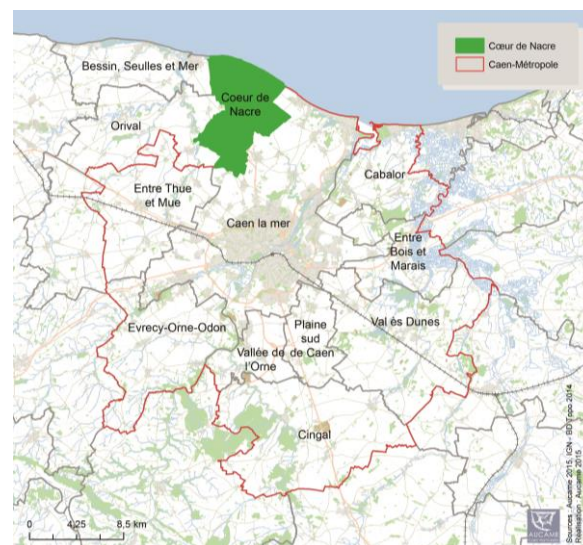 Cœur de Nacre
Caen-Métropole
Bessin, Seulles et Mer
Coeur de
Nacre
Orival
Entre Thue
et Mue
Cabalor
Caen la mer
Entre
Bois et
Marais
Evrecy-Orne-Odon
Plaine
sud
de Caen
Vallée de
l'Orne
Val ès Dunes
Cingal
0 4,25 8,5 km
Sources : Aucame 2015, IGN - BD Topo 2014
Réalisation : Aucame 2015
AUCAME